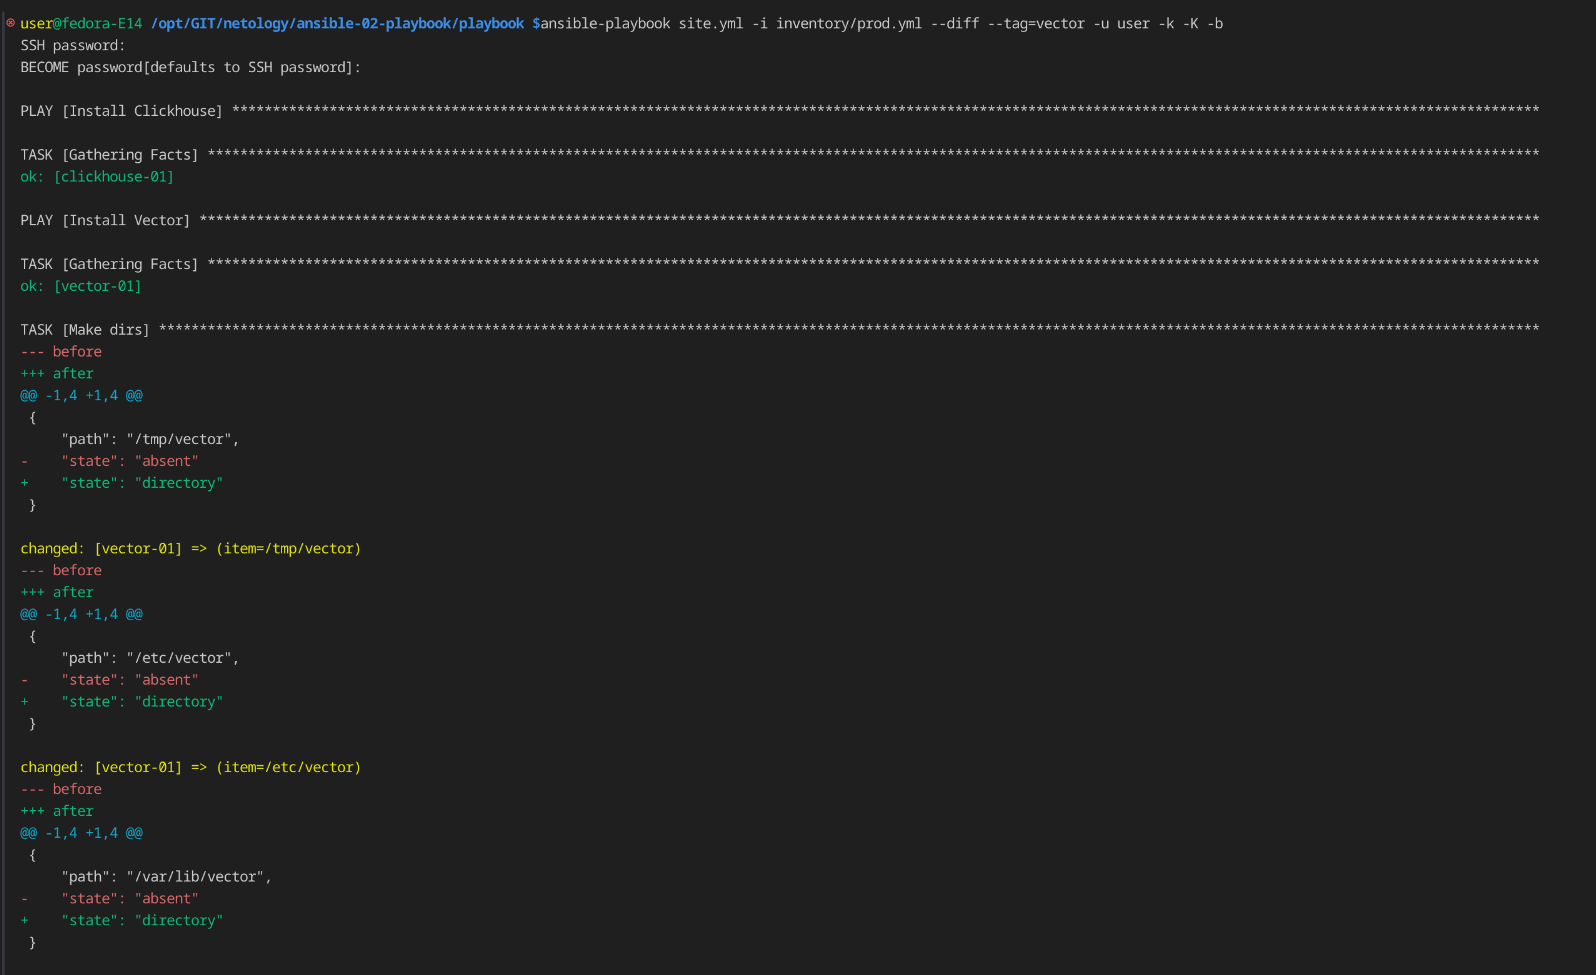 user@fedora-E14 /opt/GIT/netology/ansible-02-playbook/playbook $ansible-playbook site.yml -i inventory/prod.yml --diff --tag=vector -u user -k -K -b
SSH password:
BECOME password[defaults to SSH password]:
PLAY [Install Clickhouse] *****************************************************************************************************************************************************************
TASK [Gathering Facts] ********************************************************************************************************************************************************************
ok: [clickhouse-01]
PLAY [Install Vector] *********************************************************************************************************************************************************************
TASK [Gathering Facts] ********************************************************************************************************************************************************************
ok: [vector-01]
TASK [Make dirs] **************************************************************************************************************************************************************************
--- before
+++ after
@@ -1,4 +1,4 @@
 {
     "path": "/tmp/vector",
-    "state": "absent"
+    "state": "directory"
 }
changed: [vector-01] => (item=/tmp/vector)
--- before
+++ after
@@ -1,4 +1,4 @@
 {
     "path": "/etc/vector",
-    "state": "absent"
+    "state": "directory"
 }
changed: [vector-01] => (item=/etc/vector)
--- before
+++ after
@@ -1,4 +1,4 @@
 {
     "path": "/var/lib/vector",
-    "state": "absent"
+    "state": "directory"
 }